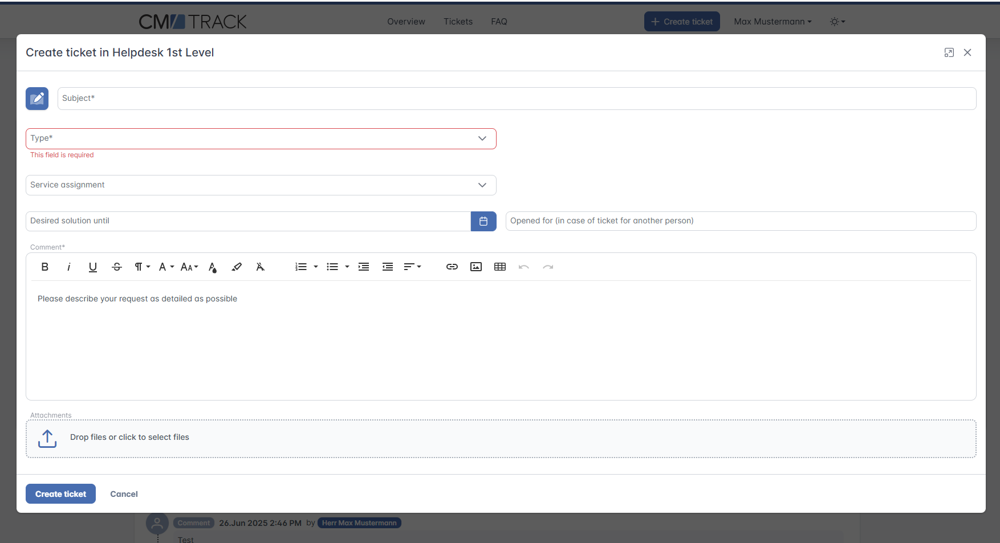 CM/TRACK
Overview Tickets FAQ
Create ticket Max Mustermann
Create ticket in Helpdesk 1st Level
Subject*
Type*
This field is required
Service assignment
Desired solution until
Opened for (in case of ticket for another person)
Comment*
Please describe your request as detailed as possible
Attachments
Drop files or click to select files
Create ticket Cancel
Comment 26.Jun 2025 2:46 PM by Herr Max Mustermann
Test